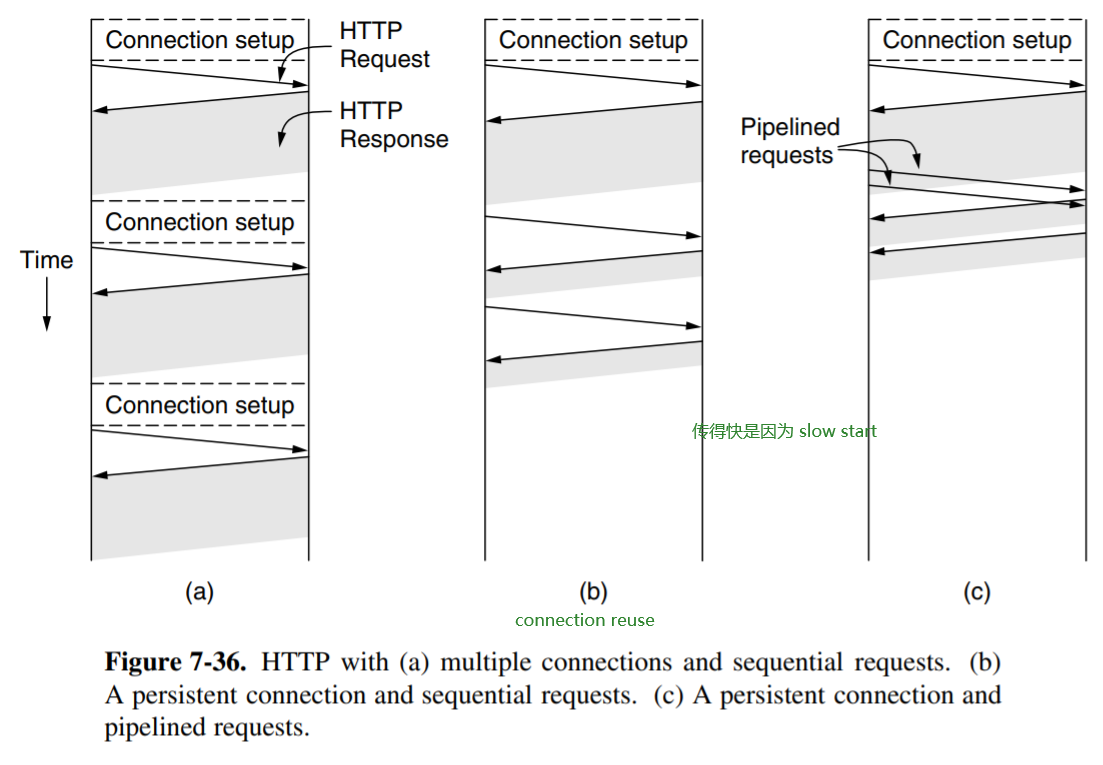 Connection setup
HTTP
Request
HTTP
Response
Connection setup
Connection setup
Time
(a)
Connection setup
(b)
connection reuse
Connection setup
Pipelined
requests
传得快是因为 slow start
(c)
Figure 7-36. HTTP with (a) multiple connections and sequential requests. (b)
A persistent connection and sequential requests. (c) A persistent connection and
pipelined requests.